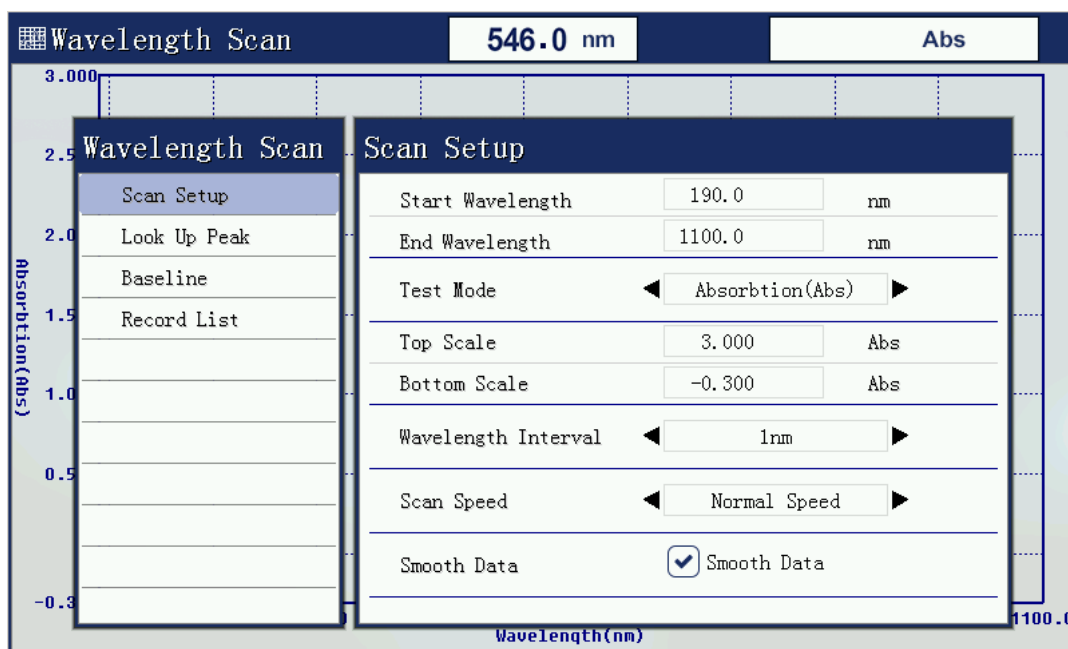 Wavelength Scan 546.0 nm Abs
3.000
Wavelength Scan
Scan Setup
Look Up Peak
Baseline
Record List
Scan Setup
Start Wavelength 190.0 nm
End Wavelength 1100.0 nm
Test Mode Absorbtion(Abs)
Top Scale 3.000 Abs
Bottom Scale -0.300 Abs
Wavelength Interval 1nm
Scan Speed Normal Speed
Smooth Data Smooth Data
2.5
2.0
1.5
1.0
0.5
-0.3
Absorbtion(Abs)
1100.0
Wavelength(nm)